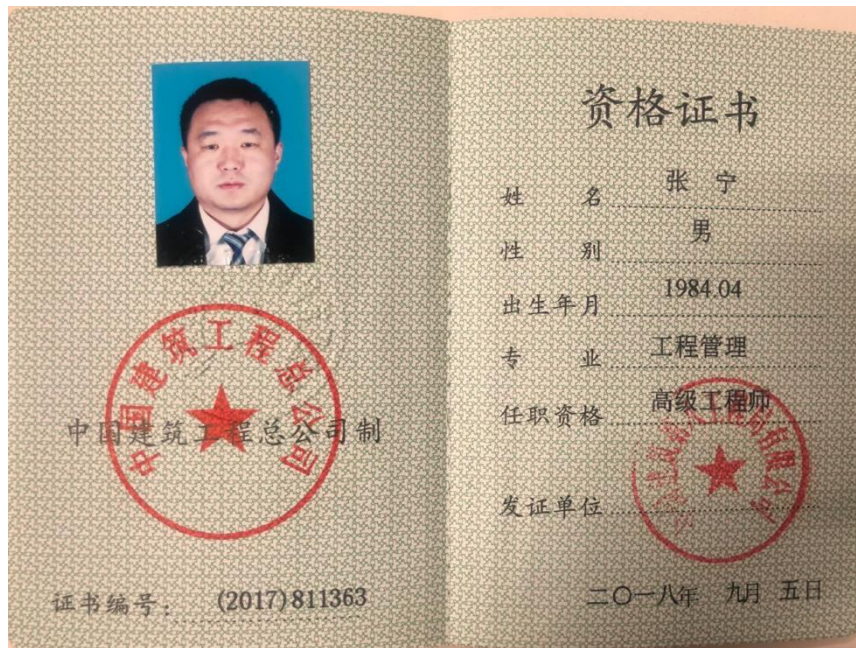 中国建筑工程总公司
中国建筑工程总公司制
证书编号：(2017)811363
资格证书
姓 名 张 宁
性 别 男
出生年月 1984.04
专 业 工程管理
任职资格 高级工程师
发证单位
二〇一八年 九月 五日